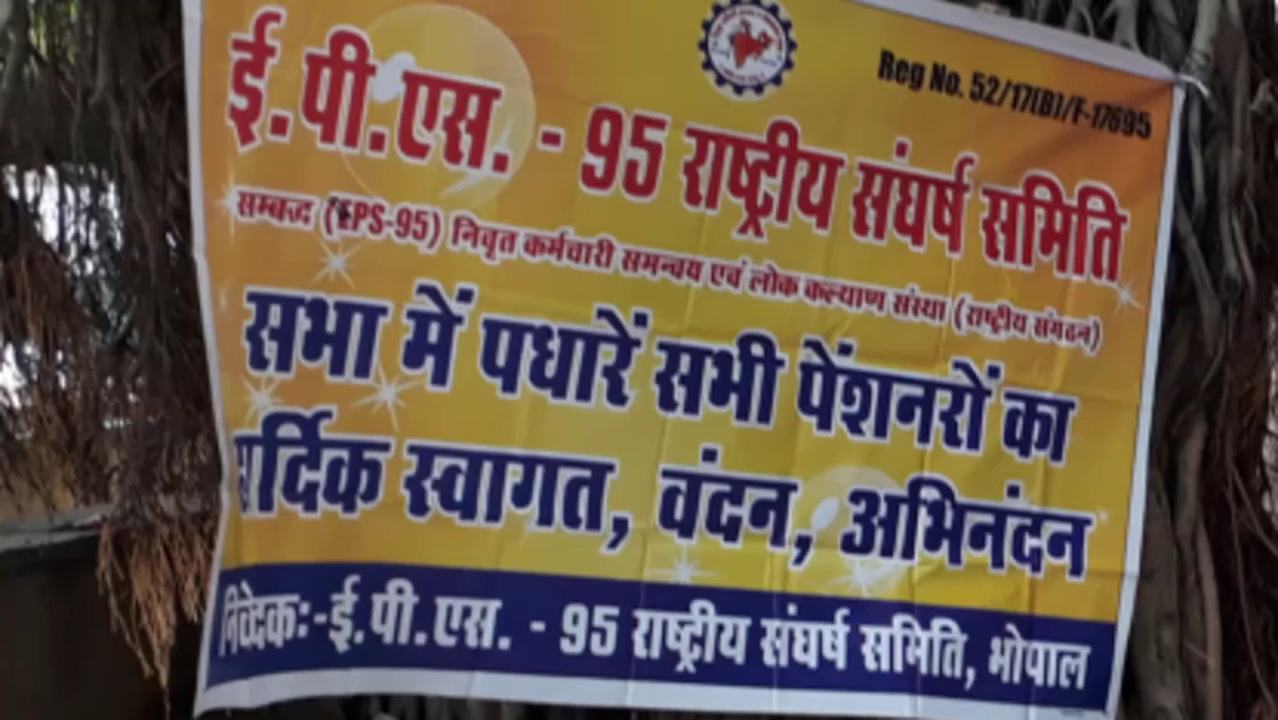 Reg No. 52/17(B)/F-17695
ई.पी.एस. - 95 राष्ट्रीय संघर्ष समिति
सम्बद्ध (EPS-95) निवृत कर्मचारी समन्वय एवं लोक कल्याण संस्था (राष्ट्रीय संगठन)
सभा में पधारें सभी पेंशनरों का
हार्दिक स्वागत, वंदन, अभिनंदन
निवेदकः-ई.पी.एस. - 95 राष्ट्रीय संघर्ष समिति, भोपाल